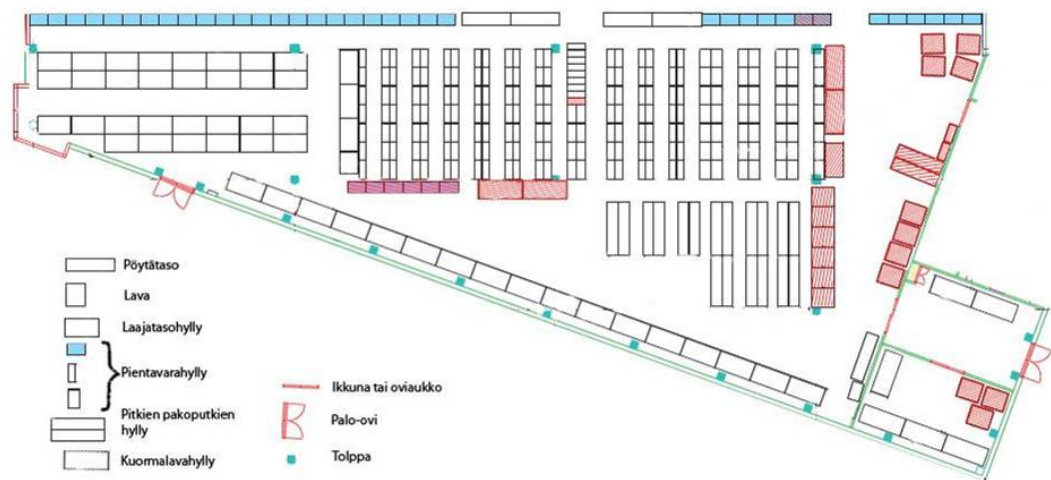 Pöytätaso
Lava
Laajatasohylly
Pientavarahylly
Pitkien pakoputkien
hylly
Kuormalavahylly
Ikkuna tai oviaukko
Palo-ovi
Tolppa